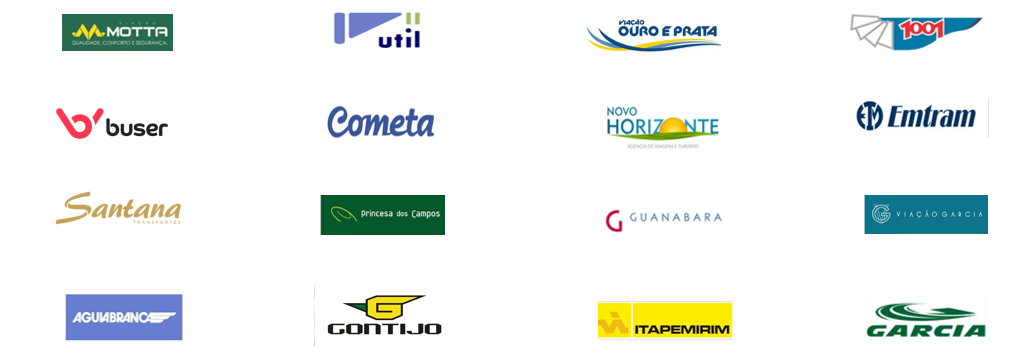 VIAÇÃO
MOTTA
QUALIDADE, CONFORTO E SEGURANÇA.
util
VIAÇÃO
OURO E PRATA
1001
buser
Cometa
NOVO
HORIZONTE
AGÊNCIA DE VIAGENS E TURISMO
Emtram
Santana
TRANSPORTES
Princesa dos Campos
GUANABARA
VIAÇÃO GARCIA
AGUIABRANCA
GONTIJO
ITAPEMIRIM
GARCIA